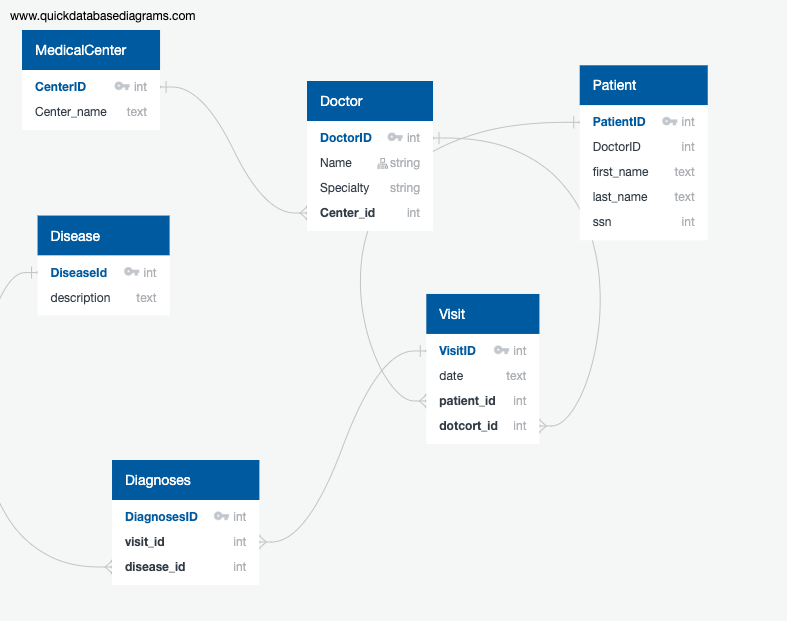 www.quickdatabasediagrams.com
MedicalCenter
CenterID int
Center_name text
Doctor
DoctorID int
Name string
Specialty string
Center_id int
Patient
PatientID int
DoctorID int
first_name text
last_name text
ssn int
Disease
DiseaseId int
description text
Visit
VisitID int
date text
patient_id int
dotcort_id int
Diagnoses
DiagnosesID int
visit_id int
disease_id int